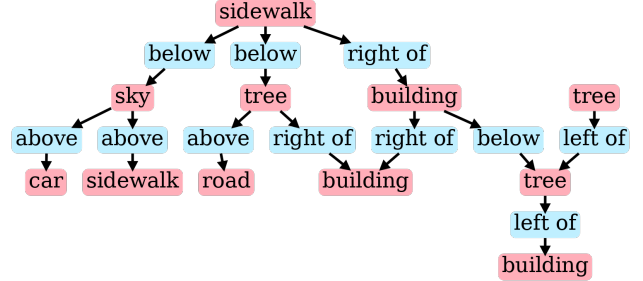 sidewalk
below below right of
sky tree building tree
above above above right of right of below left of
car sidewalk road building tree
left of
building